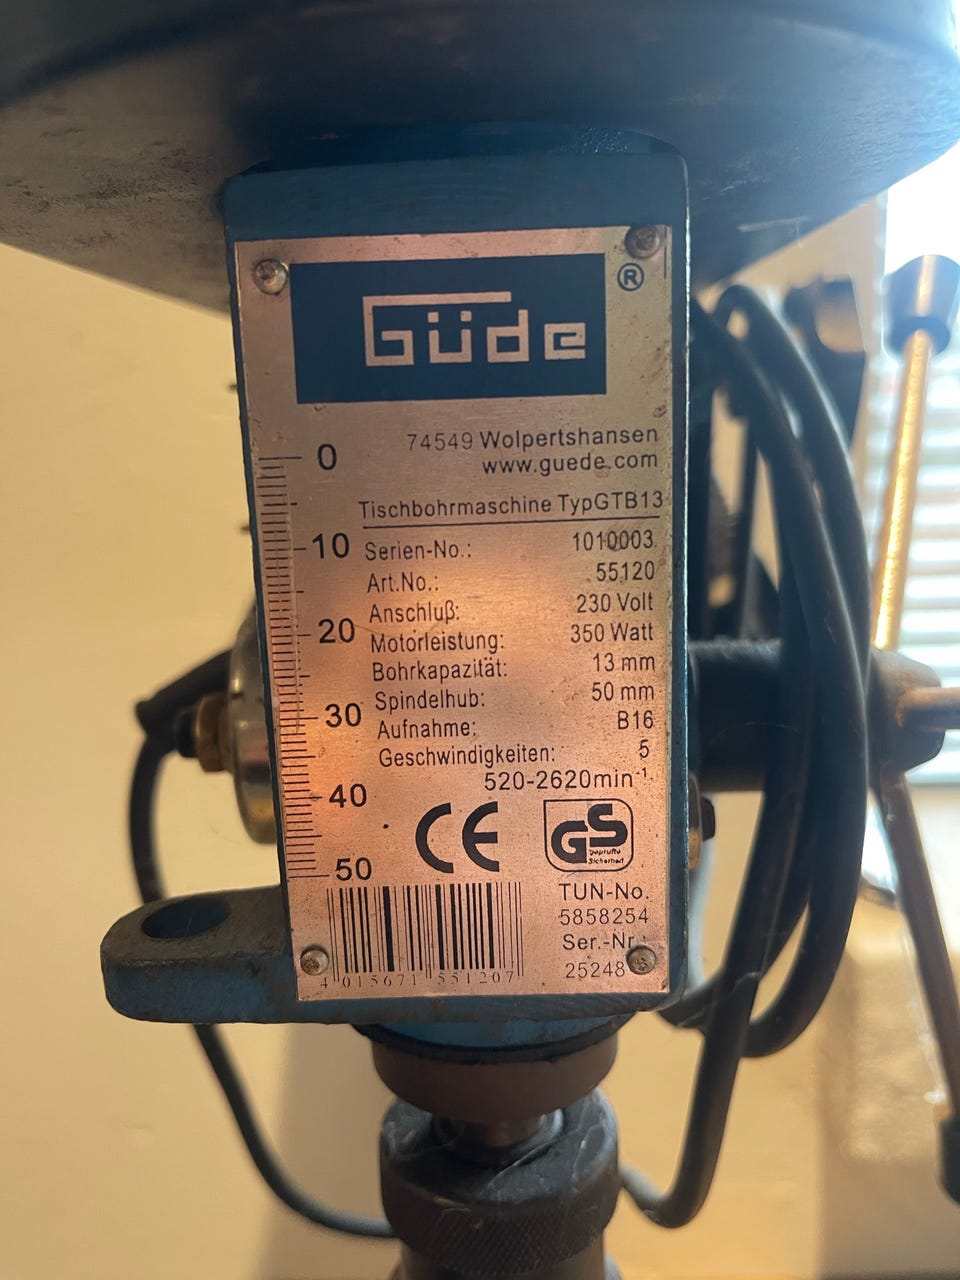 Güde ®
74549 Wolpertshansen
www.guede.com
Tischbohrmaschine TypGTB13
Serien-No.: 1010003
Art.No.: 55120
Anschluß: 230 Volt
Motorleistung: 350 Watt
Bohrkapazität: 13 mm
Spindelhub: 50 mm
Aufnahme: B16
Geschwindigkeiten: 5
520-2620min⁻¹
0
10
20
30
40
50
CE
GS
geprüfte
Sicherheit
TUN-No.
5858254
Ser.-Nr.:
25248
4 015671 551207